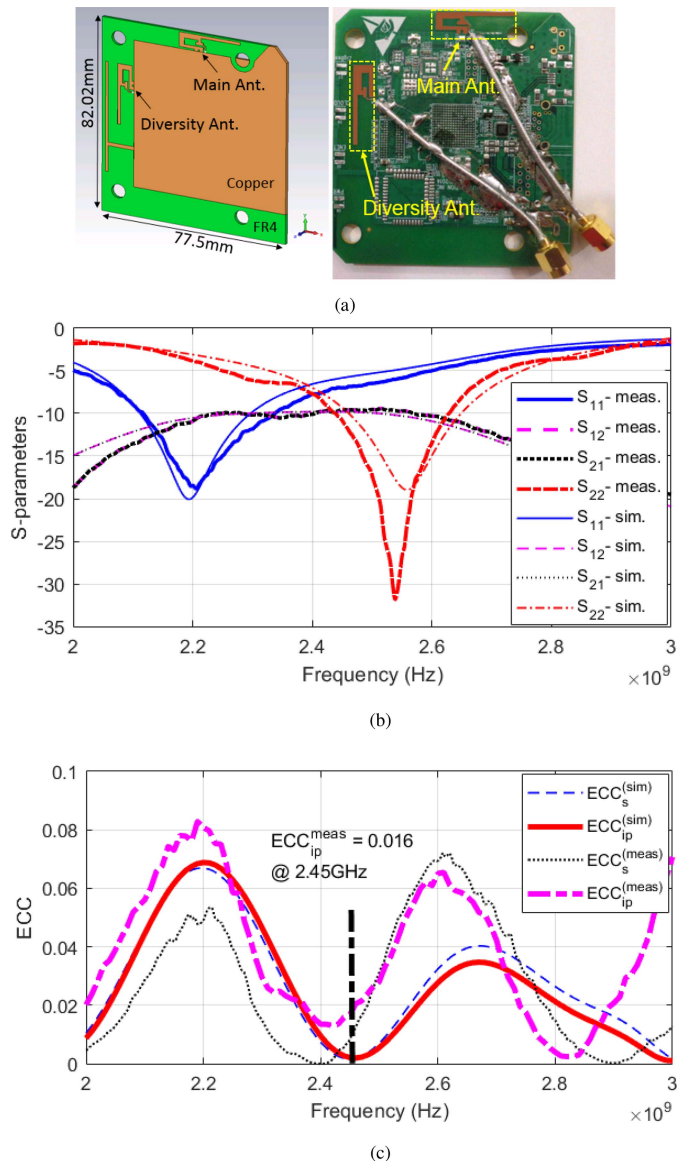 82.02mm
Main Ant.
Diversity Ant.
Copper
FR4
77.5mm
Main Ant.
Diversity Ant.
(a)
0
-5
-10
-15
-20
-25
-30
-35
S-parameters
S11- meas.
S12- meas.
S21- meas.
S22- meas.
S11- sim.
S12- sim.
S21- sim.
S22- sim.
2 2.2 2.4 2.6 2.8 3
Frequency (Hz)
×10^9
(b)
0.1
0.08
0.06
0.04
0.02
0
ECC
ECC_ip^meas = 0.016
@ 2.45GHz
ECC_s^(sim)
ECC_ip^(sim)
ECC_s^(meas)
ECC_ip^(meas)
2 2.2 2.4 2.6 2.8 3
Frequency (Hz)
×10^9
(c)